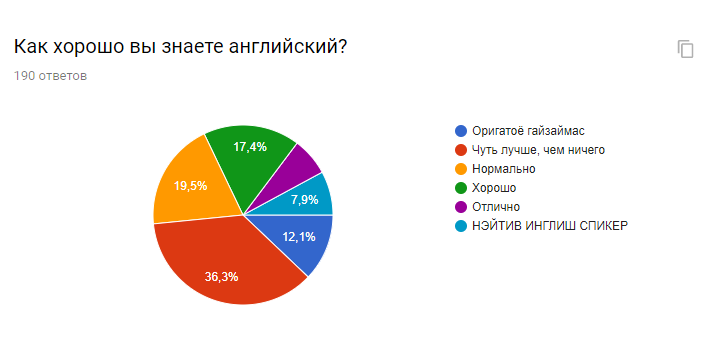 Как хорошо вы знаете английский?
190 ответов
17,4%
19,5%
7,9%
12,1%
36,3%
Оригатоё гайзаймас
Чуть лучше, чем ничего
Нормально
Хорошо
Отлично
НЭЙТИВ ИНГЛИШ СПИКЕР